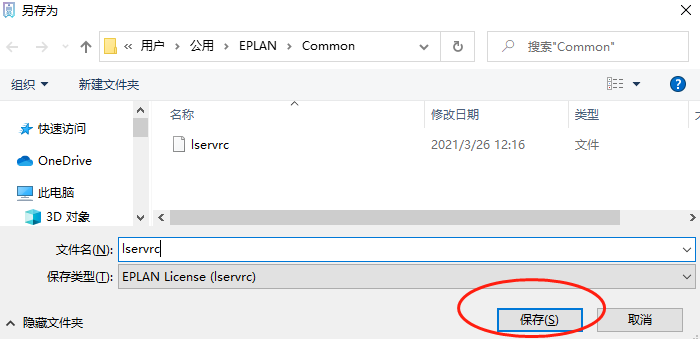 另存为
« 用户 > 公用 > EPLAN > Common
搜索"Common"
组织 新建文件夹 ?
名称 修改日期 类型
快速访问
lservrc 2021/3/26 12:16 文件
OneDrive
此电脑
3D 对象
文件名(N): lservrc
保存类型(T): EPLAN License (lservrc)
隐藏文件夹 保存(S) 取消